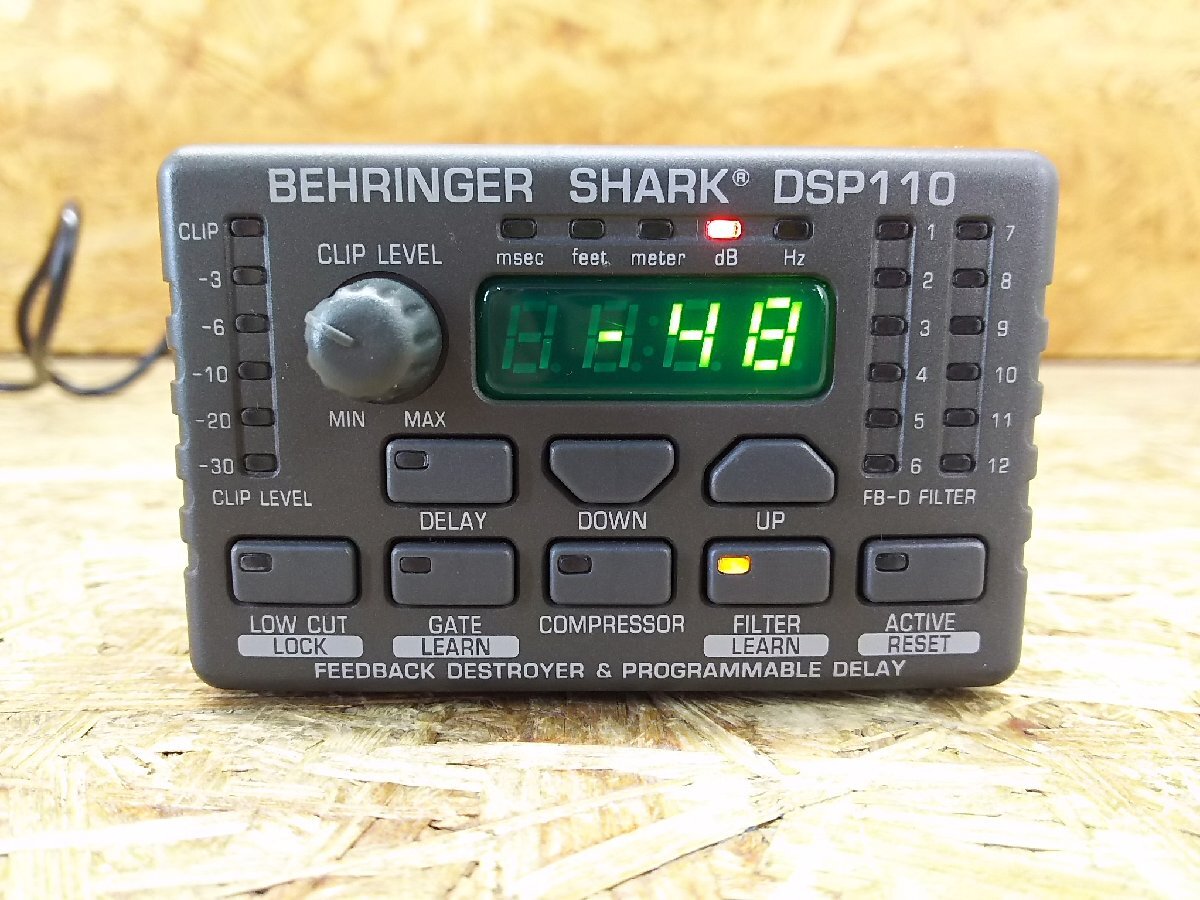 BEHRINGER SHARK® DSP110
CLIP
-3
-6
-10
-20
-30
CLIP LEVEL
CLIP LEVEL
MIN MAX
msec feet meter dB Hz
-48
1 7
2 8
3 9
4 10
5 11
6 12
FB-D FILTER
DELAY DOWN UP
LOW CUT GATE COMPRESSOR FILTER ACTIVE
LOCK LEARN LEARN RESET
FEEDBACK DESTROYER & PROGRAMMABLE DELAY